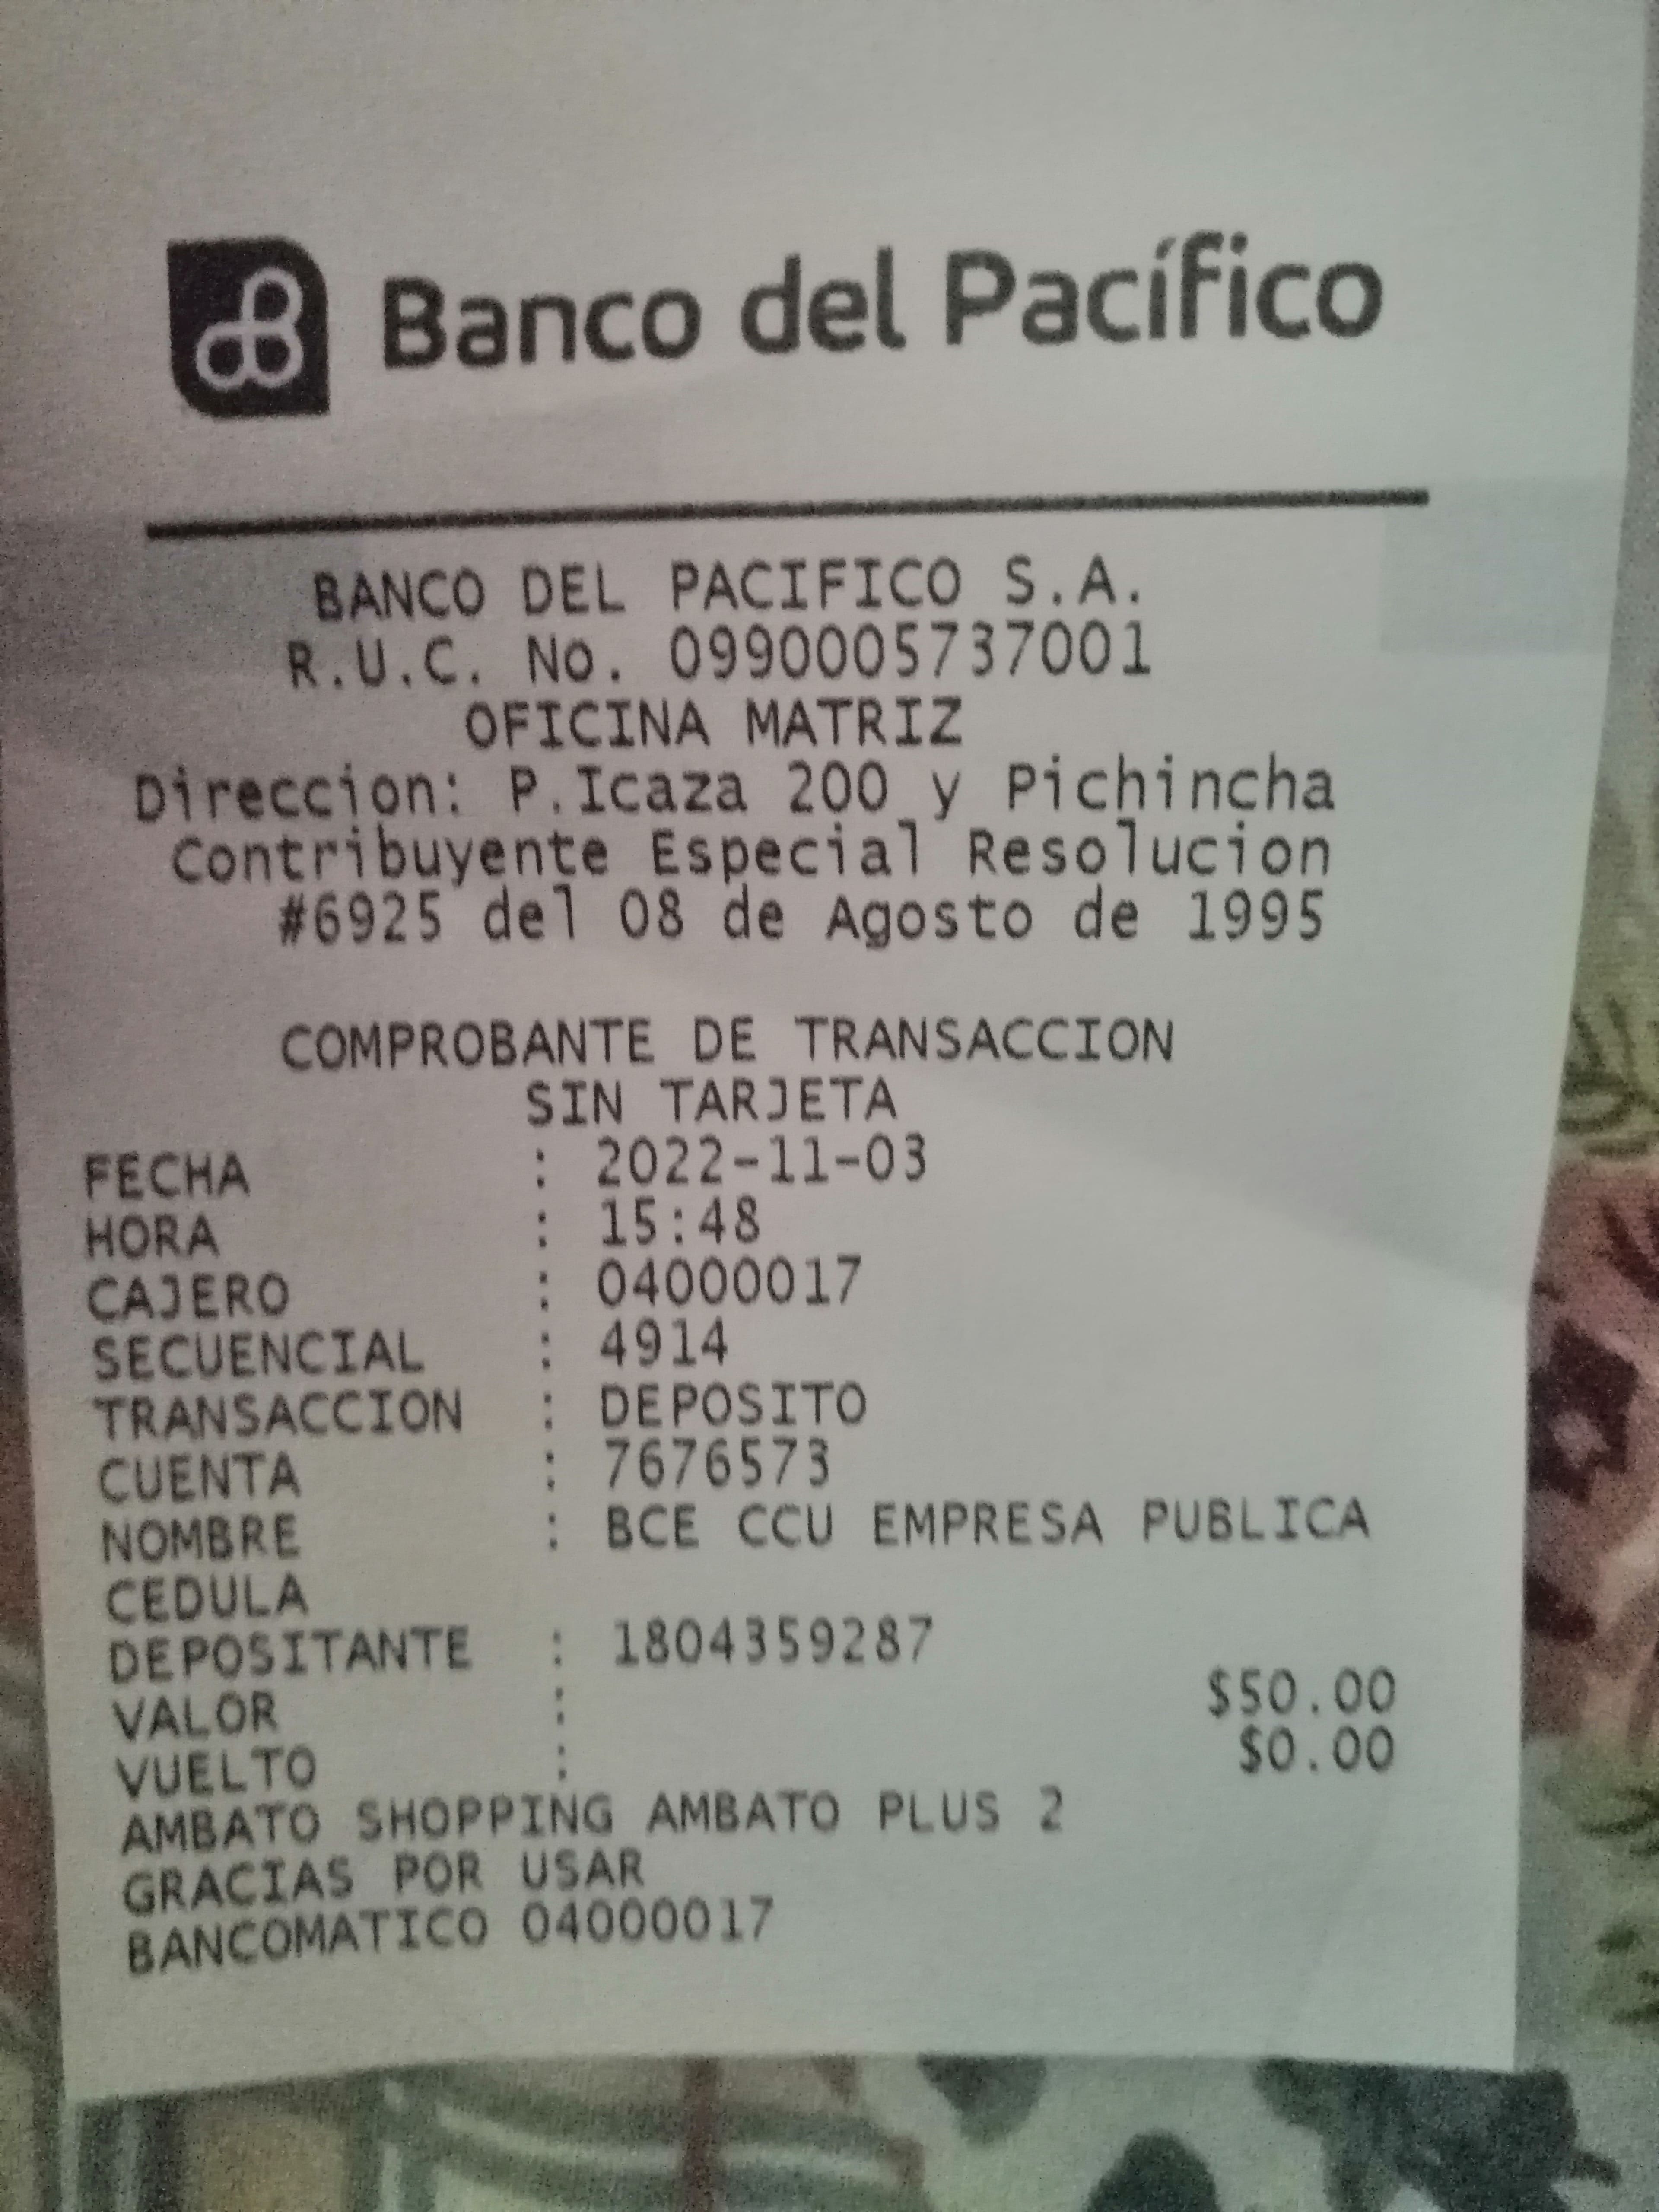 Banco del Pacífico
BANCO DEL PACIFICO S.A.
R.U.C. No. 0990005737001
OFICINA MATRIZ
Direccion: P.Icaza 200 y Pichincha
Contribuyente Especial Resolucion
#6925 del 08 de Agosto de 1995
COMPROBANTE DE TRANSACCION
SIN TARJETA
FECHA : 2022-11-03
HORA : 15:48
CAJERO : 04000017
SECUENCIAL : 4914
TRANSACCION : DEPOSITO
CUENTA : 7676573
NOMBRE : BCE CCU EMPRESA PUBLICA
CEDULA
DEPOSITANTE : 1804359287
VALOR : $50.00
VUELTO : $0.00
AMBATO SHOPPING AMBATO PLUS 2
GRACIAS POR USAR
BANCOMATICO 04000017